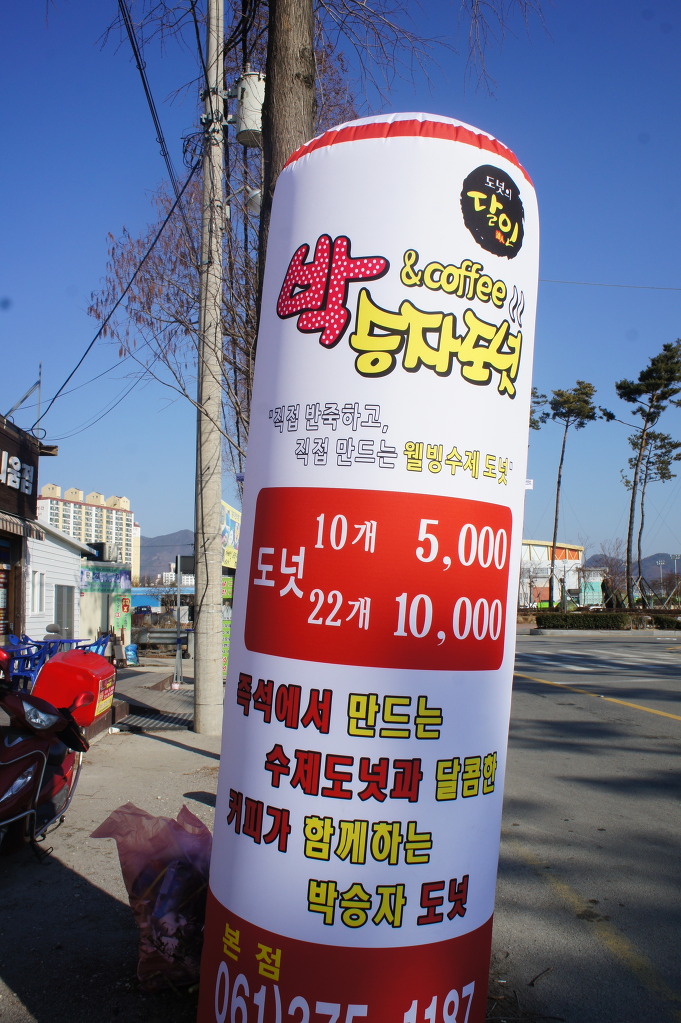 도넛의
달인
박
&coffee
승자도넛
"직접 반죽하고,
직접 만드는 웰빙수제 도넛"
도넛
10개 5,000
22개 10,000
즉석에서 만드는
수제도넛과 달콤한
커피가 함께하는
박승자 도넛
본 점
061)375-1187